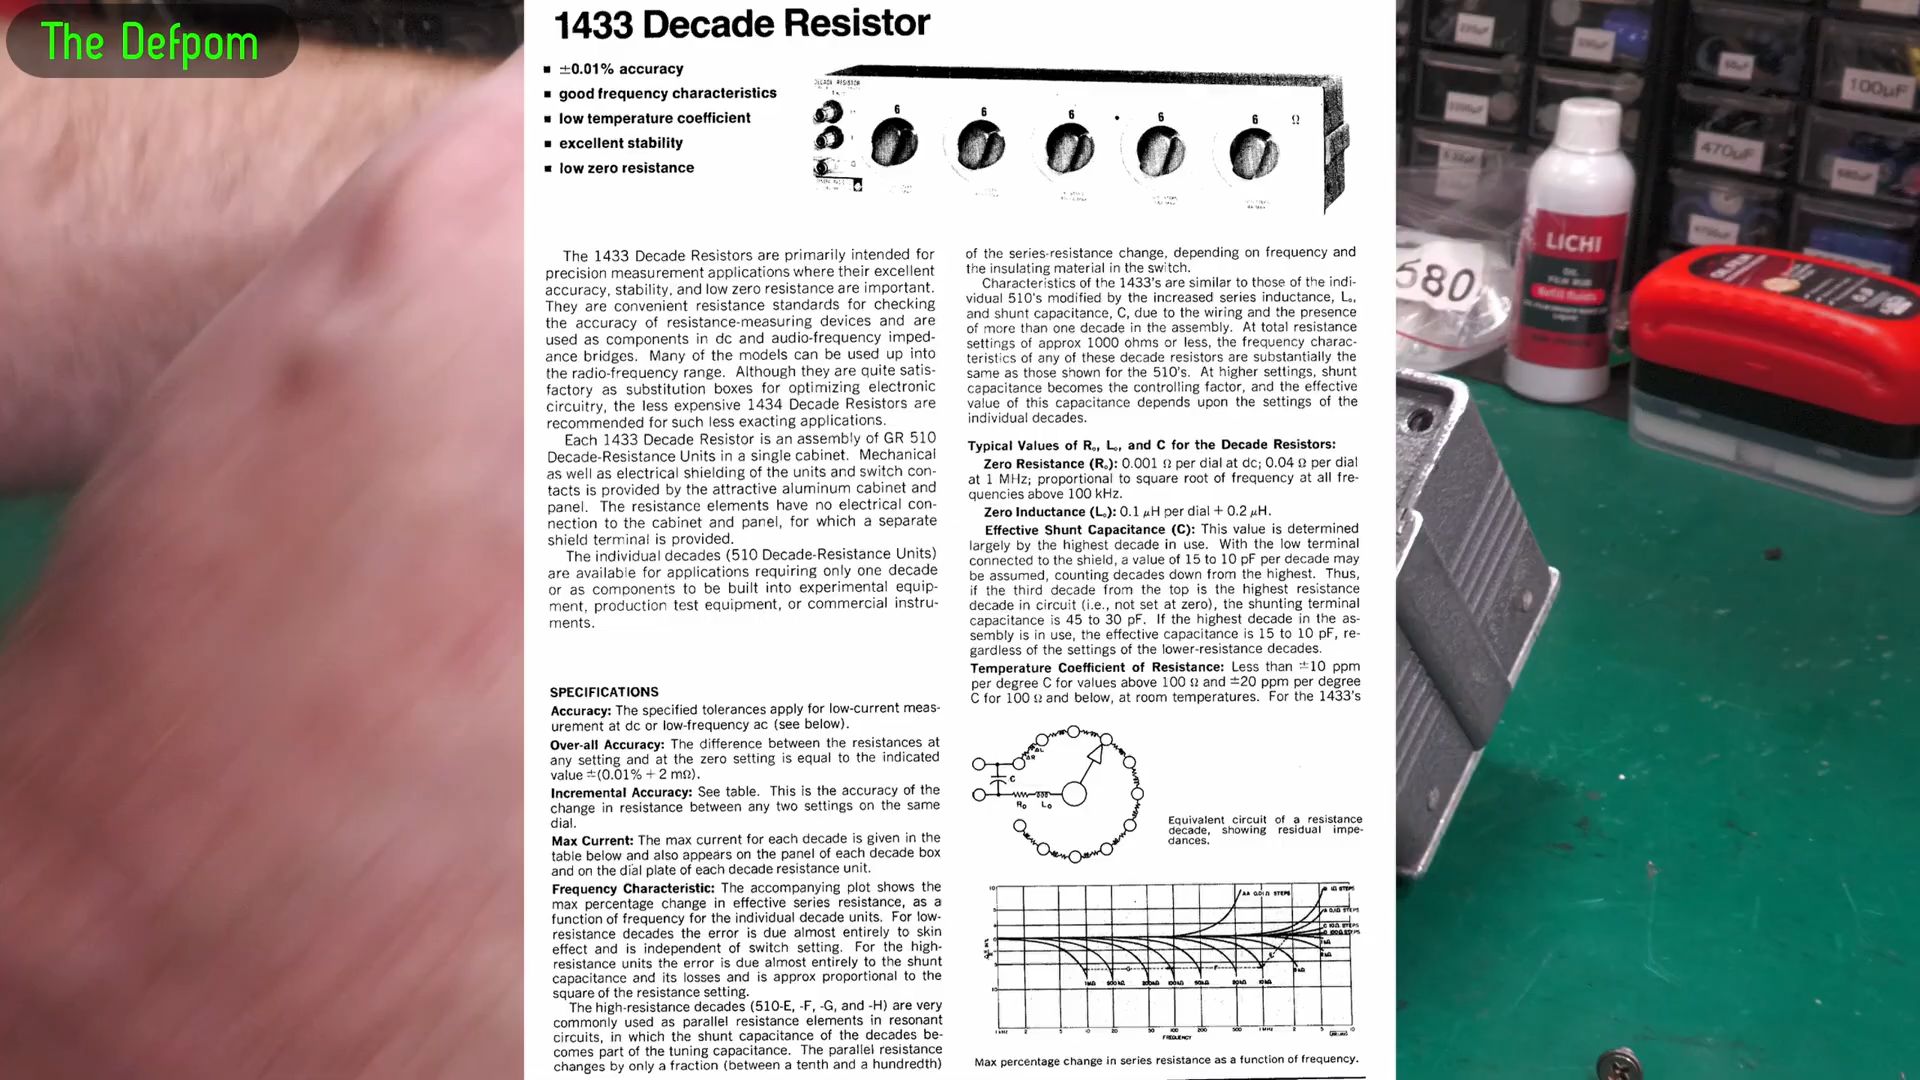 The Defpom
1433 Decade Resistor
■ ±0.01% accuracy
■ good frequency characteristics
■ low temperature coefficient
■ excellent stability
■ low zero resistance
DECADE RESISTOR
6 6 6 6 6 Ω
The 1433 Decade Resistors are primarily intended for
precision measurement applications where their excellent
accuracy, stability, and low zero resistance are important.
They are convenient resistance standards for checking
the accuracy of resistance-measuring devices and are
used as components in dc and audio-frequency imped-
ance bridges. Many of the models can be used up into
the radio-frequency range. Although they are quite satis-
factory as substitution boxes for optimizing electronic
circuitry, the less expensive 1434 Decade Resistors are
recommended for such less exacting applications.
Each 1433 Decade Resistor is an assembly of GR 510
Decade-Resistance Units in a single cabinet. Mechanical
as well as electrical shielding of the units and switch con-
tacts is provided by the attractive aluminum cabinet and
panel. The resistance elements have no electrical con-
nection to the cabinet and panel, for which a separate
shield terminal is provided.
The individual decades (510 Decade-Resistance Units)
are available for applications requiring only one decade
or as components to be built into experimental equip-
ment, production test equipment, or commercial instru-
ments.
SPECIFICATIONS
Accuracy: The specified tolerances apply for low-current meas-
urement at dc or low-frequency ac (see below).
Over-all Accuracy: The difference between the resistances at
any setting and at the zero setting is equal to the indicated
value ±(0.01% + 2 mΩ).
Incremental Accuracy: See table. This is the accuracy of the
change in resistance between any two settings on the same
dial.
Max Current: The max current for each decade is given in the
table below and also appears on the panel of each decade box
and on the dial plate of each decade resistance unit.
Frequency Characteristic: The accompanying plot shows the
max percentage change in effective series resistance, as a
function of frequency for the individual decade units. For low-
resistance decades the error is due almost entirely to skin
effect and is independent of switch setting. For the high-
resistance units the error is due almost entirely to the shunt
capacitance and its losses and is approx proportional to the
square of the resistance setting.
The high-resistance decades (510-E, -F, -G, and -H) are very
commonly used as parallel resistance elements in resonant
circuits, in which the shunt capacitance of the decades be-
comes part of the tuning capacitance. The parallel resistance
changes by only a fraction (between a tenth and a hundredth)
of the series-resistance change, depending on frequency and
the insulating material in the switch.
Characteristics of the 1433's are similar to those of the indi-
vidual 510's modified by the increased series inductance, L₀,
and shunt capacitance, C, due to the wiring and the presence
of more than one decade in the assembly. At total resistance
settings of approx 1000 ohms or less, the frequency charac-
teristics of any of these decade resistors are substantially the
same as those shown for the 510's. At higher settings, shunt
capacitance becomes the controlling factor, and the effective
value of this capacitance depends upon the settings of the
individual decades.
Typical Values of R₀, L₀, and C for the Decade Resistors:
Zero Resistance (R₀): 0.001 Ω per dial at dc; 0.04 Ω per dial
at 1 MHz; proportional to square root of frequency at all fre-
quencies above 100 kHz.
Zero Inductance (L₀): 0.1 μH per dial + 0.2 μH.
Effective Shunt Capacitance (C): This value is determined
largely by the highest decade in use. With the low terminal
connected to the shield, a value of 15 to 10 pF per decade may
be assumed, counting decades down from the highest. Thus,
if the third decade from the top is the highest resistance
decade in circuit (i.e., not set at zero), the shunting terminal
capacitance is 45 to 30 pF. If the highest decade in the as-
sembly is in use, the effective capacitance is 15 to 10 pF, re-
gardless of the settings of the lower-resistance decades.
Temperature Coefficient of Resistance: Less than ±10 ppm
per degree C for values above 100 Ω and ±20 ppm per degree
C for 100 Ω and below, at room temperatures. For the 1433's
ΔR ΔL
C
R₀ L₀
Equivalent circuit of a resistance
decade, showing residual impe-
dances.
AA 0.01Ω STEPS
FREQUENCY
Max percentage change in series resistance as a function of frequency.
680
LICHI
OIL
Refill fluids
100μF
470μF